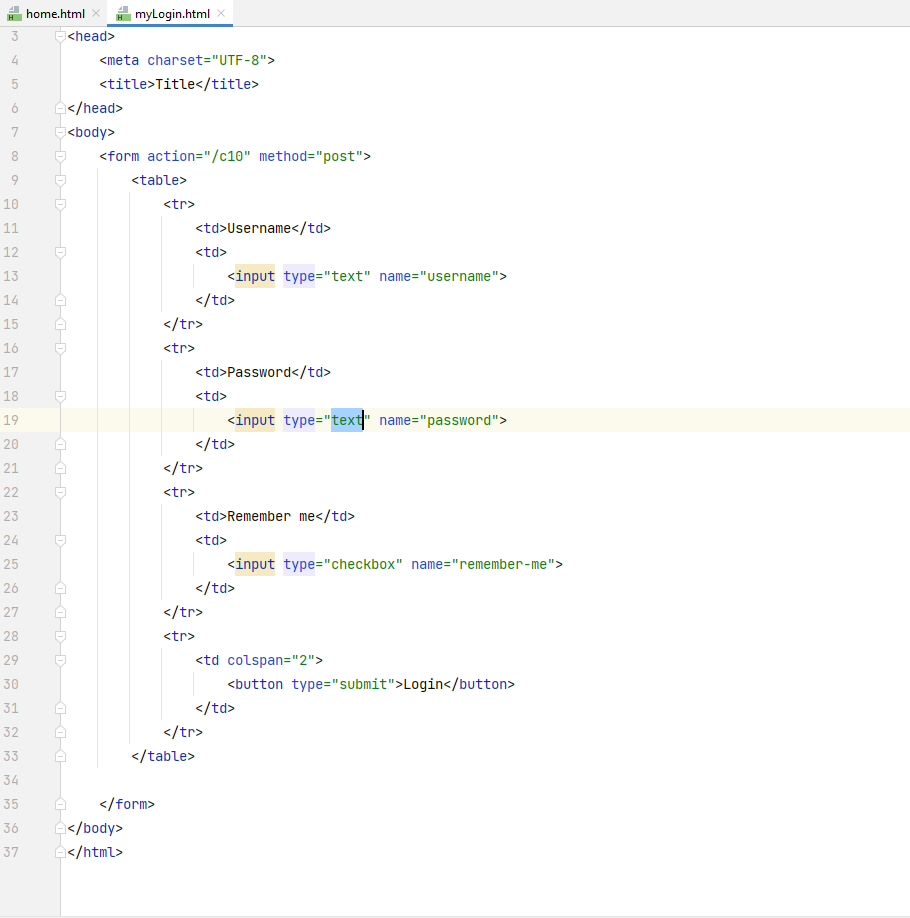 home.html myLogin.html
3 <head>
4     <meta charset="UTF-8">
5     <title>Title</title>
6 </head>
7 <body>
8     <form action="/c10" method="post">
9         <table>
10             <tr>
11                 <td>Username</td>
12                 <td>
13                     <input type="text" name="username">
14                 </td>
15             </tr>
16             <tr>
17                 <td>Password</td>
18                 <td>
19                     <input type="text" name="password">
20                 </td>
21             </tr>
22             <tr>
23                 <td>Remember me</td>
24                 <td>
25                     <input type="checkbox" name="remember-me">
26                 </td>
27             </tr>
28             <tr>
29                 <td colspan="2">
30                     <button type="submit">Login</button>
31                 </td>
32             </tr>
33         </table>
34
35     </form>
36 </body>
37 </html>